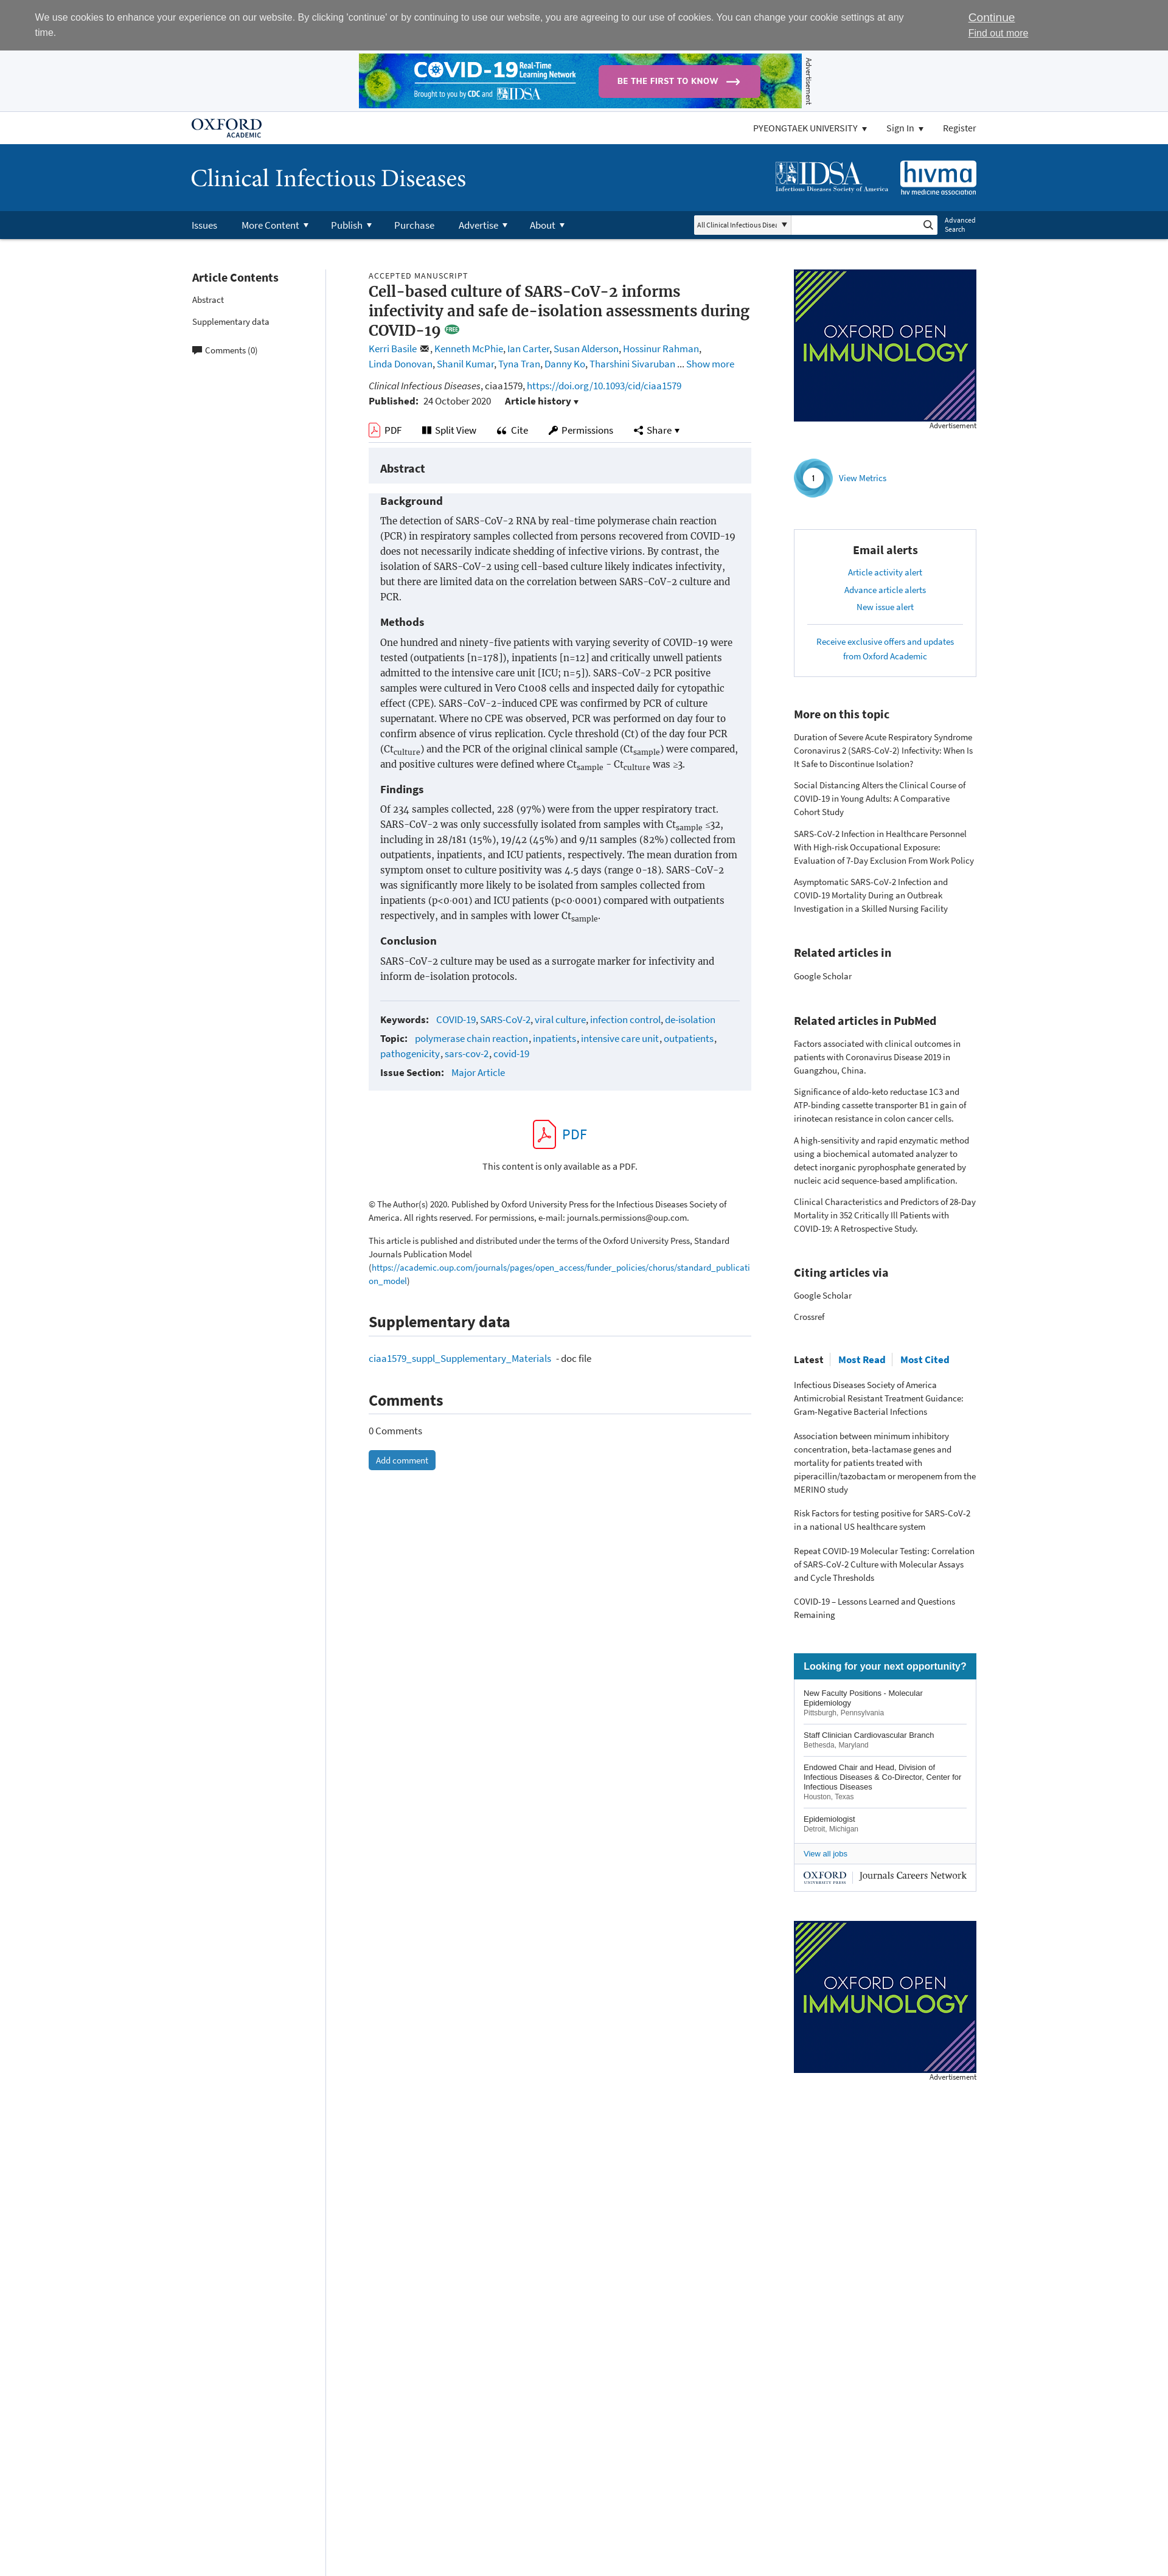 We use cookies to enhance your experience on our website. By clicking 'continue' or by continuing to use our website, you are agreeing to our use of cookies. You can change your cookie settings at any
time.
Continue
Find out more
COVID-19 Real-Time
Learning Network
Brought to you by CDC and IDSA
BE THE FIRST TO KNOW
Advertisement
OXFORD
ACADEMIC
PYEONGTAEK UNIVERSITY
Sign In
Register
Clinical Infectious Diseases
IDSA
Infectious Diseases Society of America
hivma
hiv medicine association
Issues
More Content
Publish
Purchase
Advertise
About
All Clinical Infectious Disea
Advanced
Search
Article Contents
Abstract
Supplementary data
Comments (0)
ACCEPTED MANUSCRIPT
Cell-based culture of SARS-CoV-2 informs
infectivity and safe de-isolation assessments during
COVID-19 FREE
Kerri Basile, Kenneth McPhie, Ian Carter, Susan Alderson, Hossinur Rahman,
Linda Donovan, Shanil Kumar, Tyna Tran, Danny Ko, Tharshini Sivaruban ... Show more
Clinical Infectious Diseases, ciaa1579, https://doi.org/10.1093/cid/ciaa1579
Published: 24 October 2020 Article history
PDF
Split View
Cite
Permissions
Share
Abstract
Background
The detection of SARS-CoV-2 RNA by real-time polymerase chain reaction
(PCR) in respiratory samples collected from persons recovered from COVID-19
does not necessarily indicate shedding of infective virions. By contrast, the
isolation of SARS-CoV-2 using cell-based culture likely indicates infectivity,
but there are limited data on the correlation between SARS-CoV-2 culture and
PCR.
Methods
One hundred and ninety-five patients with varying severity of COVID-19 were
tested (outpatients [n=178]), inpatients [n=12] and critically unwell patients
admitted to the intensive care unit [ICU; n=5]). SARS-CoV-2 PCR positive
samples were cultured in Vero C1008 cells and inspected daily for cytopathic
effect (CPE). SARS-CoV-2-induced CPE was confirmed by PCR of culture
supernatant. Where no CPE was observed, PCR was performed on day four to
confirm absence of virus replication. Cycle threshold (Ct) of the day four PCR
(Ctculture) and the PCR of the original clinical sample (Ctsample) were compared,
and positive cultures were defined where Ctsample - Ctculture was ≥3.
Findings
Of 234 samples collected, 228 (97%) were from the upper respiratory tract.
SARS-CoV-2 was only successfully isolated from samples with Ctsample ≤32,
including in 28/181 (15%), 19/42 (45%) and 9/11 samples (82%) collected from
outpatients, inpatients, and ICU patients, respectively. The mean duration from
symptom onset to culture positivity was 4.5 days (range 0-18). SARS-CoV-2
was significantly more likely to be isolated from samples collected from
inpatients (p<0·001) and ICU patients (p<0·0001) compared with outpatients
respectively, and in samples with lower Ctsample.
Conclusion
SARS-CoV-2 culture may be used as a surrogate marker for infectivity and
inform de-isolation protocols.
Keywords: COVID-19, SARS-CoV-2, viral culture, infection control, de-isolation
Topic: polymerase chain reaction, inpatients, intensive care unit, outpatients,
pathogenicity, sars-cov-2, covid-19
Issue Section: Major Article
PDF
This content is only available as a PDF.
© The Author(s) 2020. Published by Oxford University Press for the Infectious Diseases Society of
America. All rights reserved. For permissions, e-mail: journals.permissions@oup.com.
This article is published and distributed under the terms of the Oxford University Press, Standard
Journals Publication Model
(https://academic.oup.com/journals/pages/open_access/funder_policies/chorus/standard_publicati
on_model)
Supplementary data
ciaa1579_suppl_Supplementary_Materials - doc file
Comments
0 Comments
Add comment
OXFORD OPEN
IMMUNOLOGY
Advertisement
1
View Metrics
Email alerts
Article activity alert
Advance article alerts
New issue alert
Receive exclusive offers and updates
from Oxford Academic
More on this topic
Duration of Severe Acute Respiratory Syndrome
Coronavirus 2 (SARS-CoV-2) Infectivity: When Is
It Safe to Discontinue Isolation?
Social Distancing Alters the Clinical Course of
COVID-19 in Young Adults: A Comparative
Cohort Study
SARS-CoV-2 Infection in Healthcare Personnel
With High-risk Occupational Exposure:
Evaluation of 7-Day Exclusion From Work Policy
Asymptomatic SARS-CoV-2 Infection and
COVID-19 Mortality During an Outbreak
Investigation in a Skilled Nursing Facility
Related articles in
Google Scholar
Related articles in PubMed
Factors associated with clinical outcomes in
patients with Coronavirus Disease 2019 in
Guangzhou, China.
Significance of aldo-keto reductase 1C3 and
ATP-binding cassette transporter B1 in gain of
irinotecan resistance in colon cancer cells.
A high-sensitivity and rapid enzymatic method
using a biochemical automated analyzer to
detect inorganic pyrophosphate generated by
nucleic acid sequence-based amplification.
Clinical Characteristics and Predictors of 28-Day
Mortality in 352 Critically Ill Patients with
COVID-19: A Retrospective Study.
Citing articles via
Google Scholar
Crossref
Latest
Most Read
Most Cited
Infectious Diseases Society of America
Antimicrobial Resistant Treatment Guidance:
Gram-Negative Bacterial Infections
Association between minimum inhibitory
concentration, beta-lactamase genes and
mortality for patients treated with
piperacillin/tazobactam or meropenem from the
MERINO study
Risk Factors for testing positive for SARS-CoV-2
in a national US healthcare system
Repeat COVID-19 Molecular Testing: Correlation
of SARS-CoV-2 Culture with Molecular Assays
and Cycle Thresholds
COVID-19 – Lessons Learned and Questions
Remaining
Looking for your next opportunity?
New Faculty Positions - Molecular
Epidemiology
Pittsburgh, Pennsylvania
Staff Clinician Cardiovascular Branch
Bethesda, Maryland
Endowed Chair and Head, Division of
Infectious Diseases & Co-Director, Center for
Infectious Diseases
Houston, Texas
Epidemiologist
Detroit, Michigan
View all jobs
OXFORD
UNIVERSITY PRESS
Journals Careers Network
OXFORD OPEN
IMMUNOLOGY
Advertisement